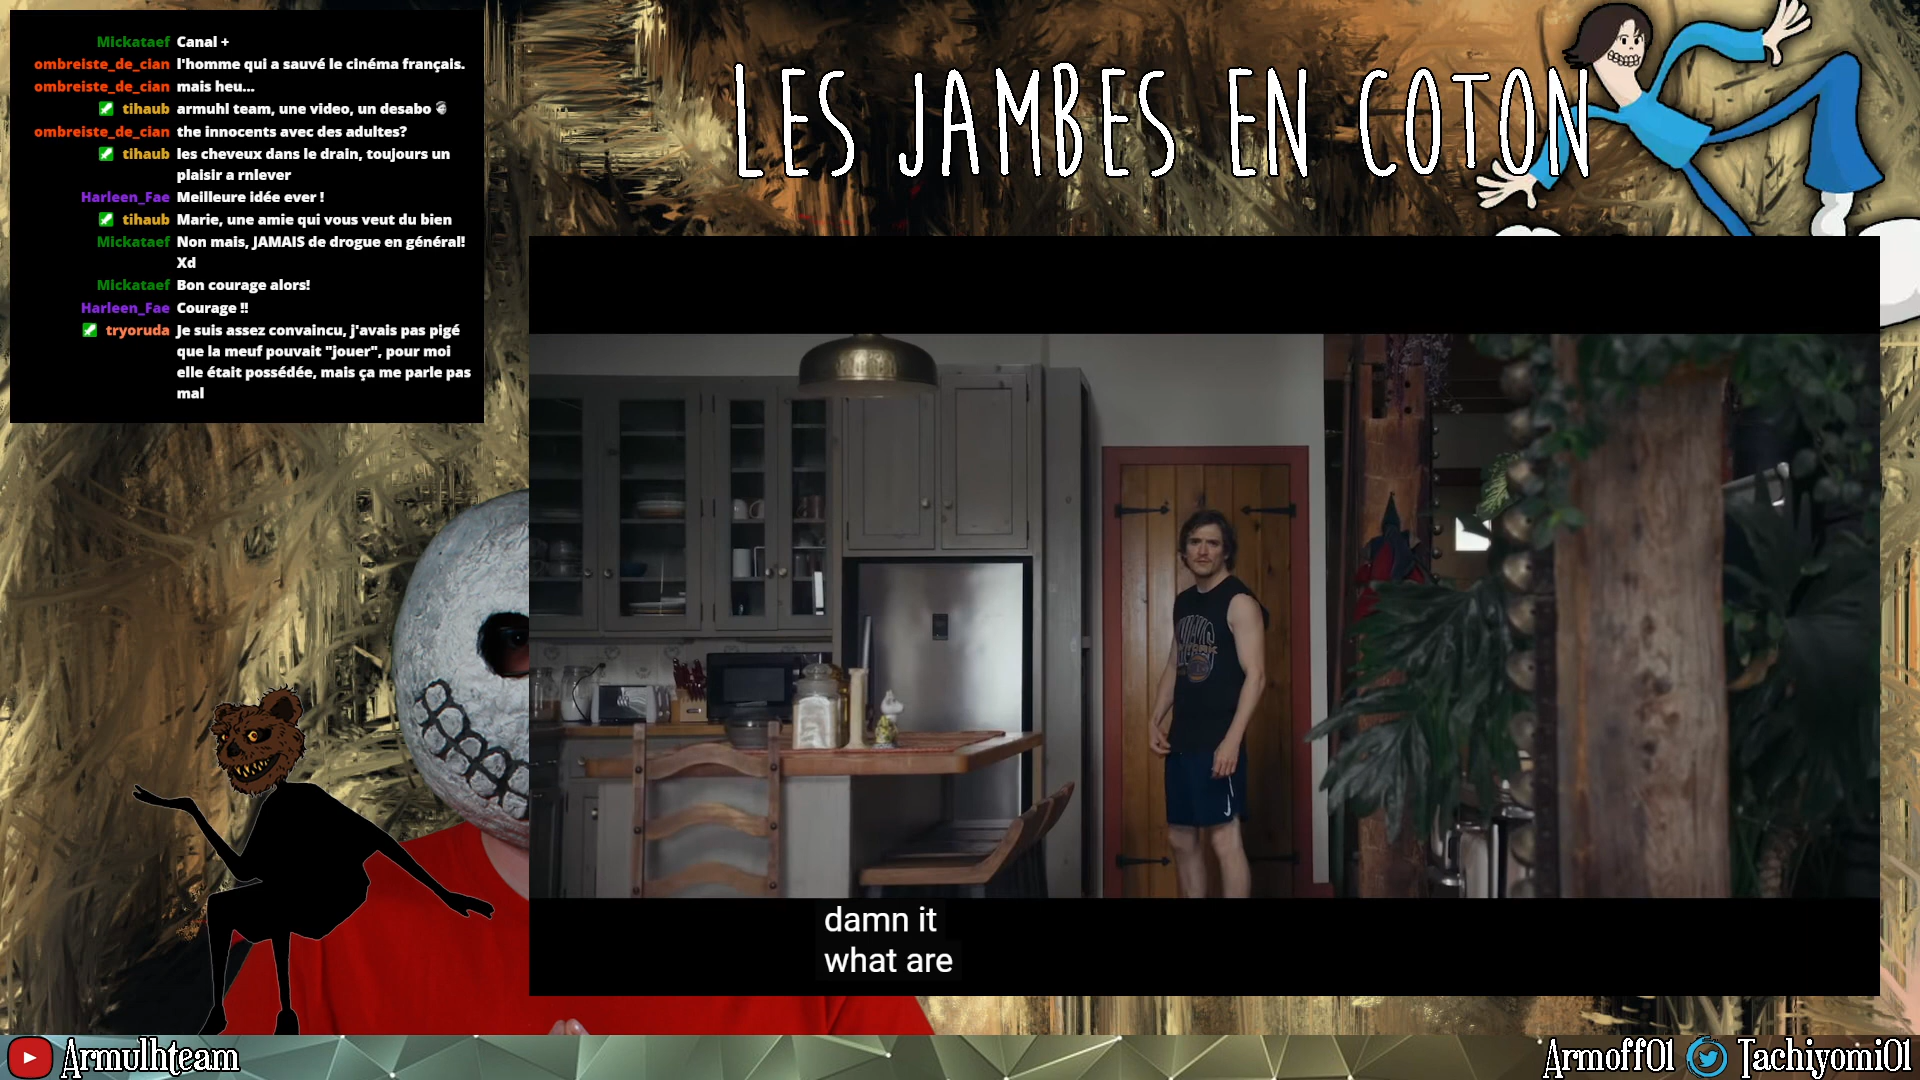 Mickataef Canal +
ombreiste_de_cian l'homme qui a sauvé le cinéma français.
ombreiste_de_cian mais heu...
tihaub armuhl team, une video, un desabo
ombreiste_de_cian the innocents avec des adultes?
tihaub les cheveux dans le drain, toujours un
plaisir a rnlever
Harleen_Fae Meilleure idée ever !
tihaub Marie, une amie qui vous veut du bien
Mickataef Non mais, JAMAIS de drogue en général!
Xd
Mickataef Bon courage alors!
Harleen_Fae Courage !!
tryoruda Je suis assez convaincu, j'avais pas pigé
que la meuf pouvait "jouer", pour moi
elle était possédée, mais ça me parle pas
mal
LES JAMBES EN COTON
damn it
what are
Armulhteam
Armoff01
Tachiyomi01